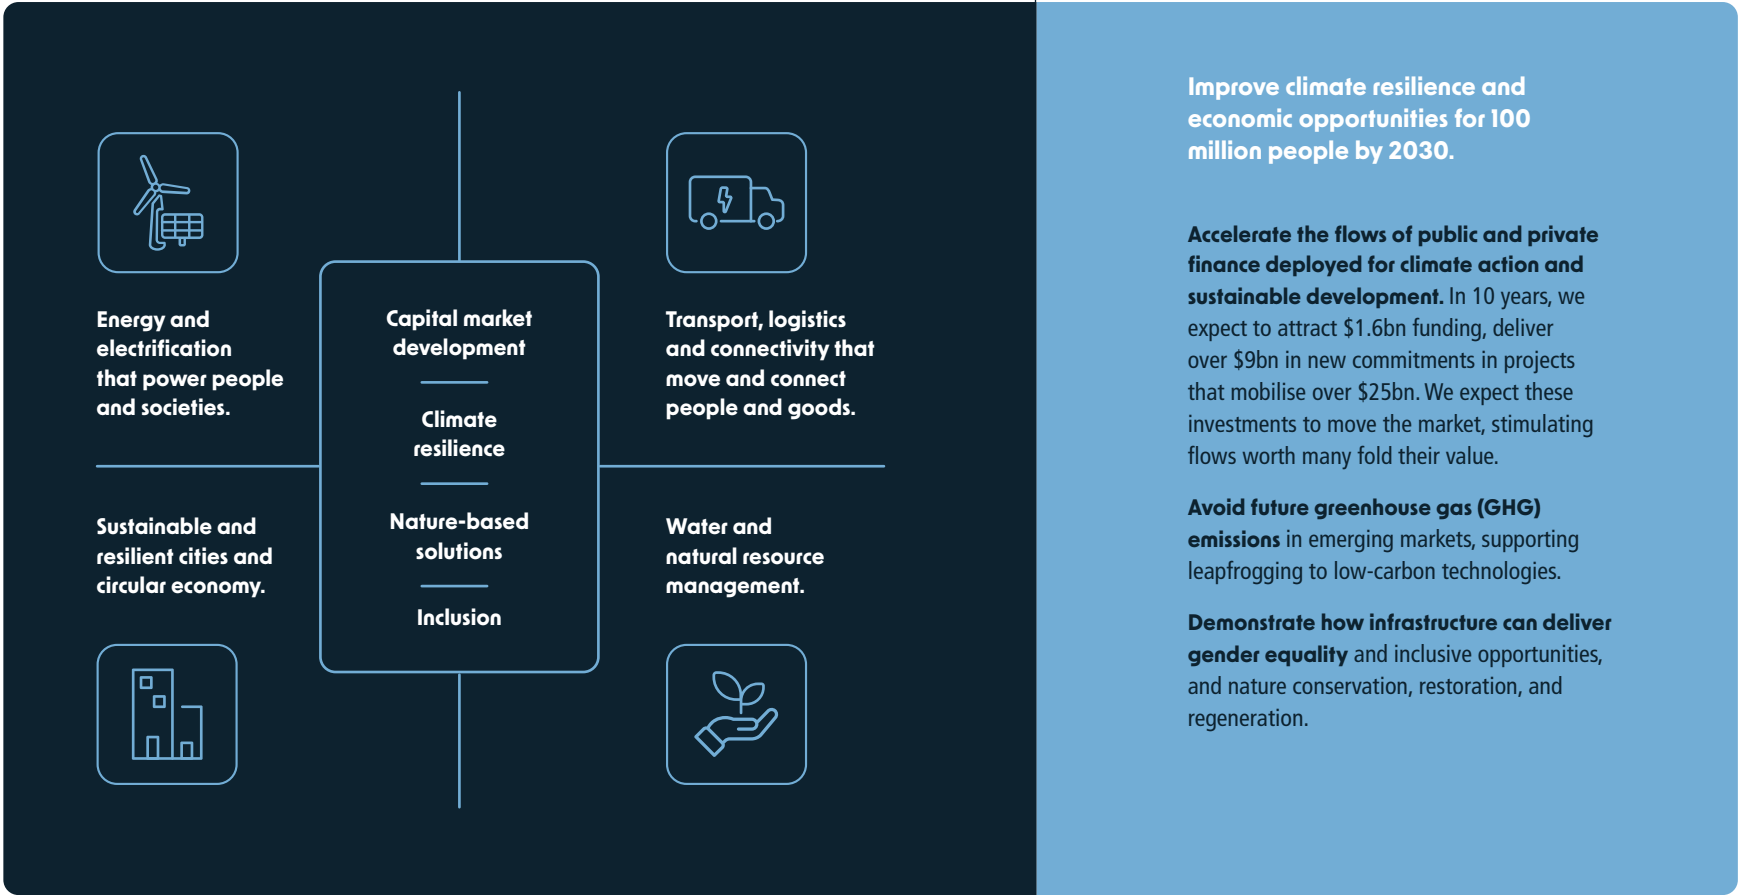 Energy and
electrification
that power people
and societies.
Capital market
development
Climate
resilience
Nature-based
solutions
Inclusion
Transport, logistics
and connectivity that
move and connect
people and goods.
Sustainable and
resilient cities and
circular economy.
Water and
natural resource
management.
Improve climate resilience and
economic opportunities for 100
million people by 2030.
Accelerate the flows of public and private
finance deployed for climate action and
sustainable development. In 10 years, we
expect to attract $1.6bn funding, deliver
over $9bn in new commitments in projects
that mobilise over $25bn. We expect these
investments to move the market, stimulating
flows worth many fold their value.
Avoid future greenhouse gas (GHG)
emissions in emerging markets, supporting
leapfrogging to low-carbon technologies.
Demonstrate how infrastructure can deliver
gender equality and inclusive opportunities,
and nature conservation, restoration, and
regeneration.